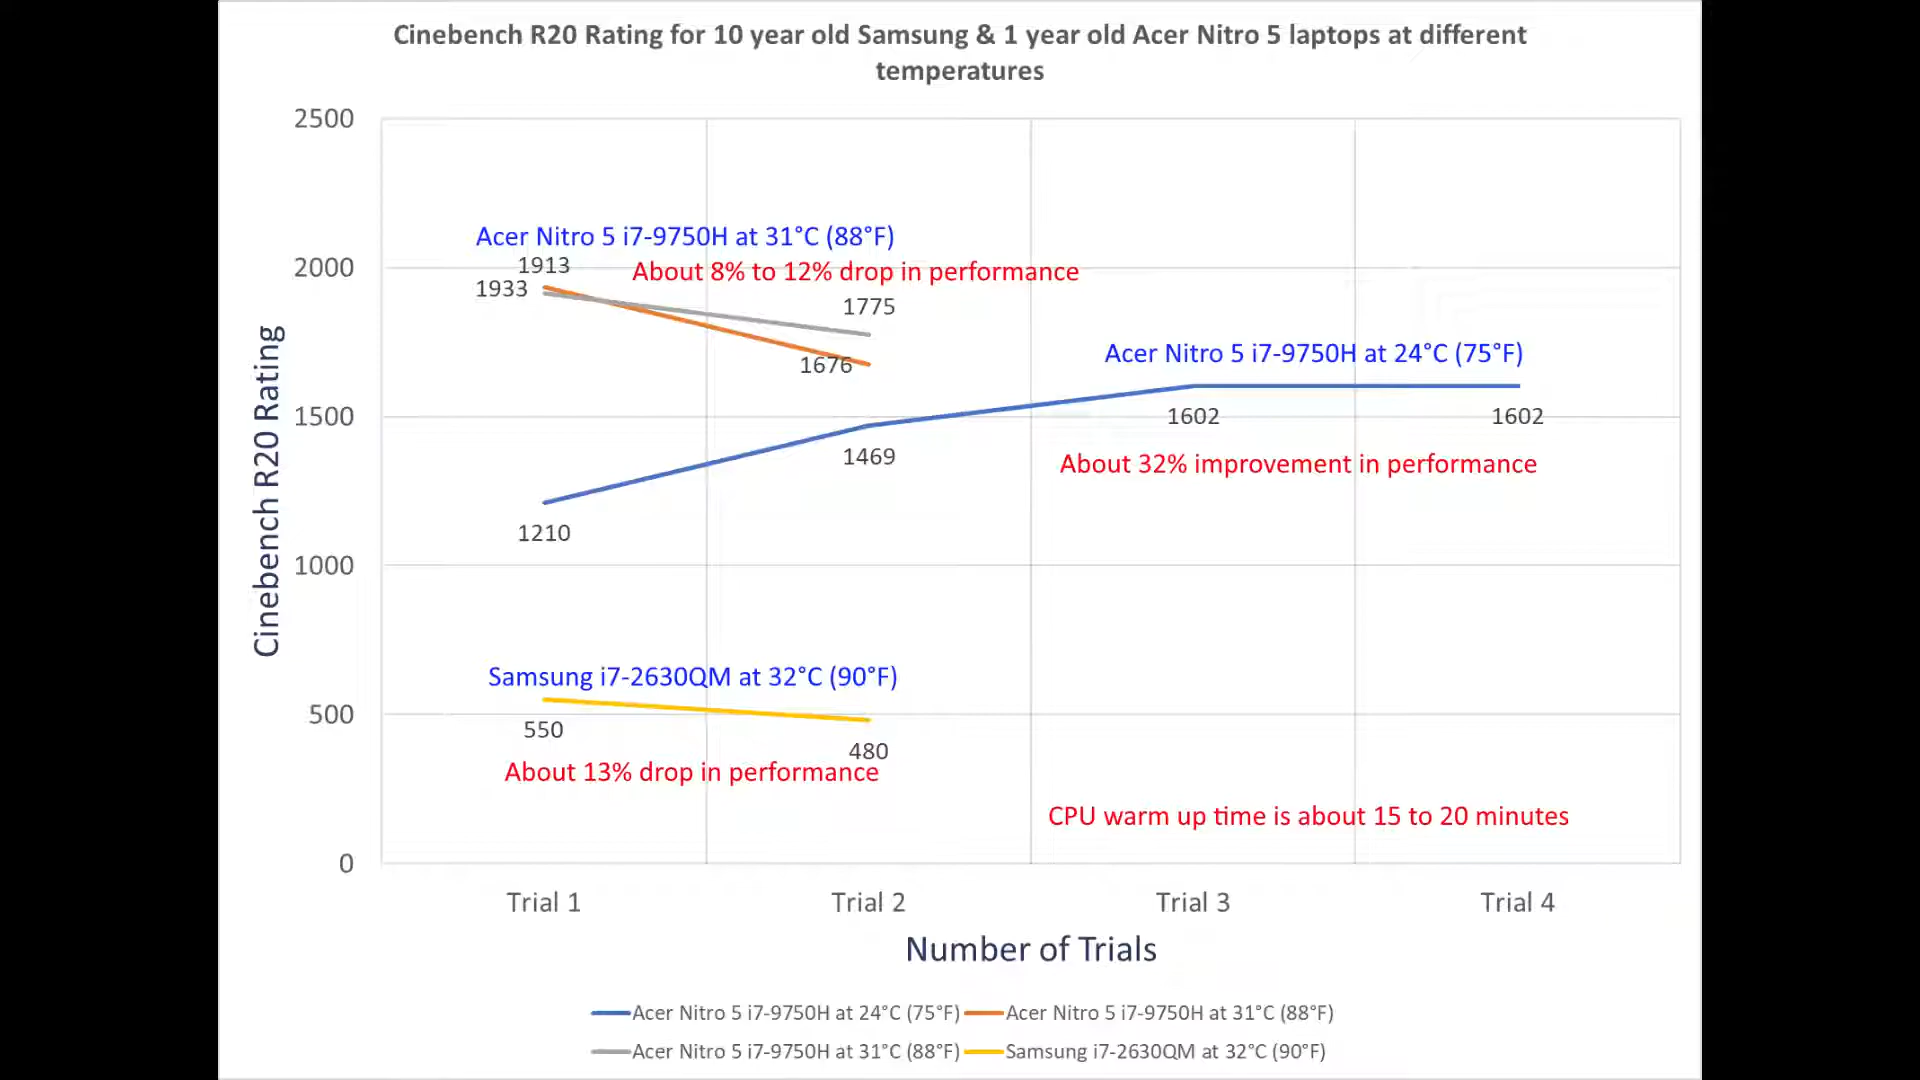 Cinebench R20 Rating for 10 year old Samsung & 1 year old Acer Nitro 5 laptops at different
temperatures
2500
2000
1500
1000
500
0
Cinebench R20 Rating
Acer Nitro 5 i7-9750H at 31°C (88°F)
1913
About 8% to 12% drop in performance
1933
1775
1676
Acer Nitro 5 i7-9750H at 24°C (75°F)
1602
1602
1469
About 32% improvement in performance
1210
Samsung i7-2630QM at 32°C (90°F)
550
480
About 13% drop in performance
CPU warm up time is about 15 to 20 minutes
Trial 1
Trial 2
Trial 3
Trial 4
Number of Trials
Acer Nitro 5 i7-9750H at 24°C (75°F)
Acer Nitro 5 i7-9750H at 31°C (88°F)
Acer Nitro 5 i7-9750H at 31°C (88°F)
Samsung i7-2630QM at 32°C (90°F)